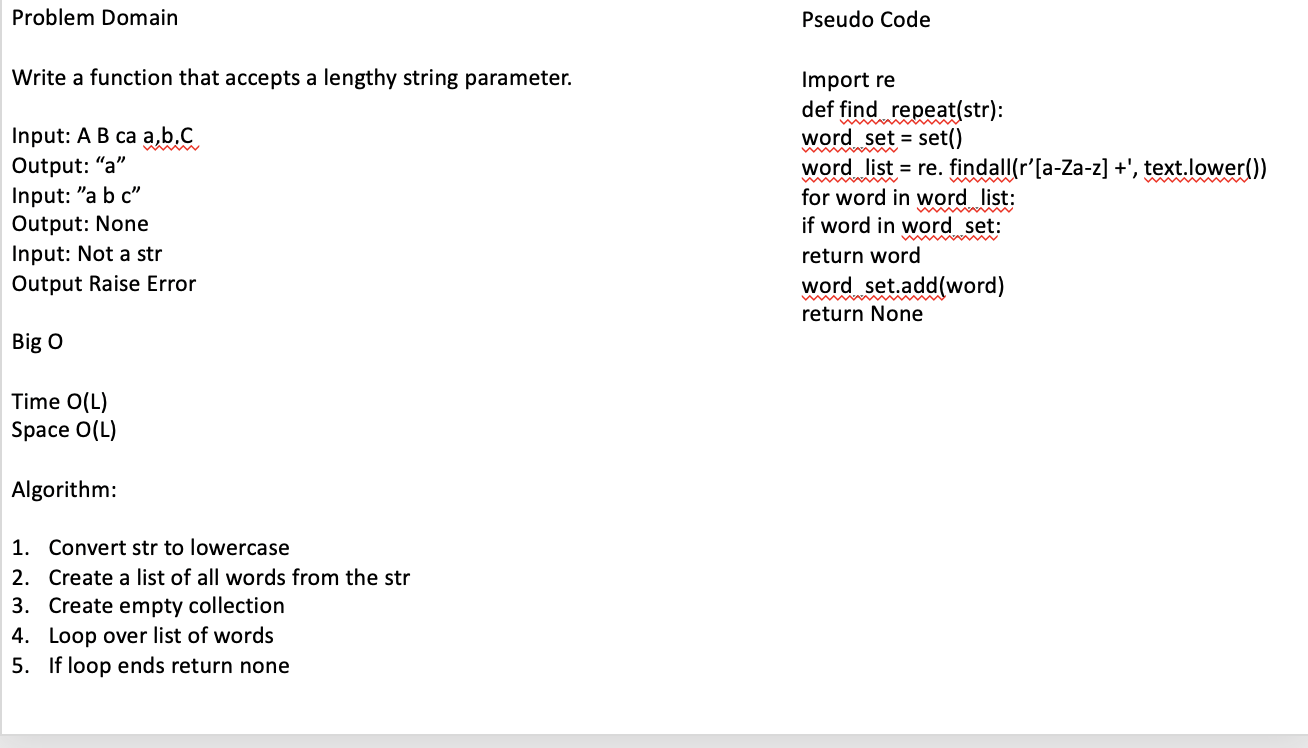 Problem Domain
Write a function that accepts a lengthy string parameter.
Input: A B ca a,b,C
Output: “a”
Input: ”a b c”
Output: None
Input: Not a str
Output Raise Error
Big O
Time O(L)
Space O(L)
Algorithm:
1. Convert str to lowercase
2. Create a list of all words from the str
3. Create empty collection
4. Loop over list of words
5. If loop ends return none
Pseudo Code
Import re
def find_repeat(str):
word_set = set()
word_list = re. findall(r’[a-Za-z] +', text.lower())
for word in word_list:
if word in word_set:
return word
word_set.add(word)
return None